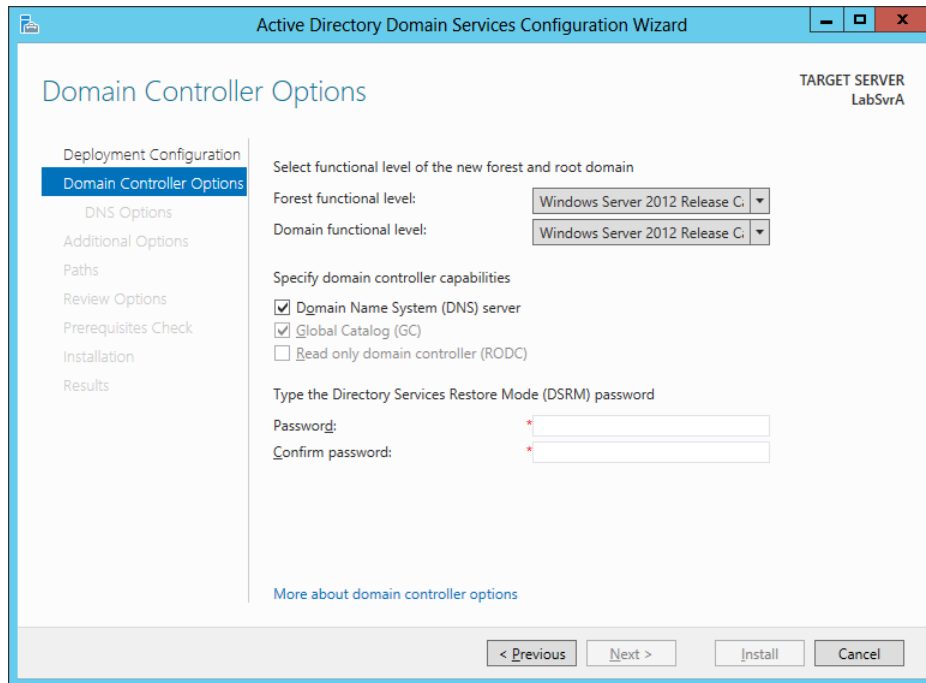 Active Directory Domain Services Configuration Wizard
Domain Controller Options
TARGET SERVER
LabSvrA
Deployment Configuration
Domain Controller Options
DNS Options
Additional Options
Paths
Review Options
Prerequisites Check
Installation
Results
Select functional level of the new forest and root domain
Forest functional level: Windows Server 2012 Release Ca
Domain functional level: Windows Server 2012 Release Ca
Specify domain controller capabilities
Domain Name System (DNS) server
Global Catalog (GC)
Read only domain controller (RODC)
Type the Directory Services Restore Mode (DSRM) password
Password: *
Confirm password: *
More about domain controller options
< Previous Next > Install Cancel